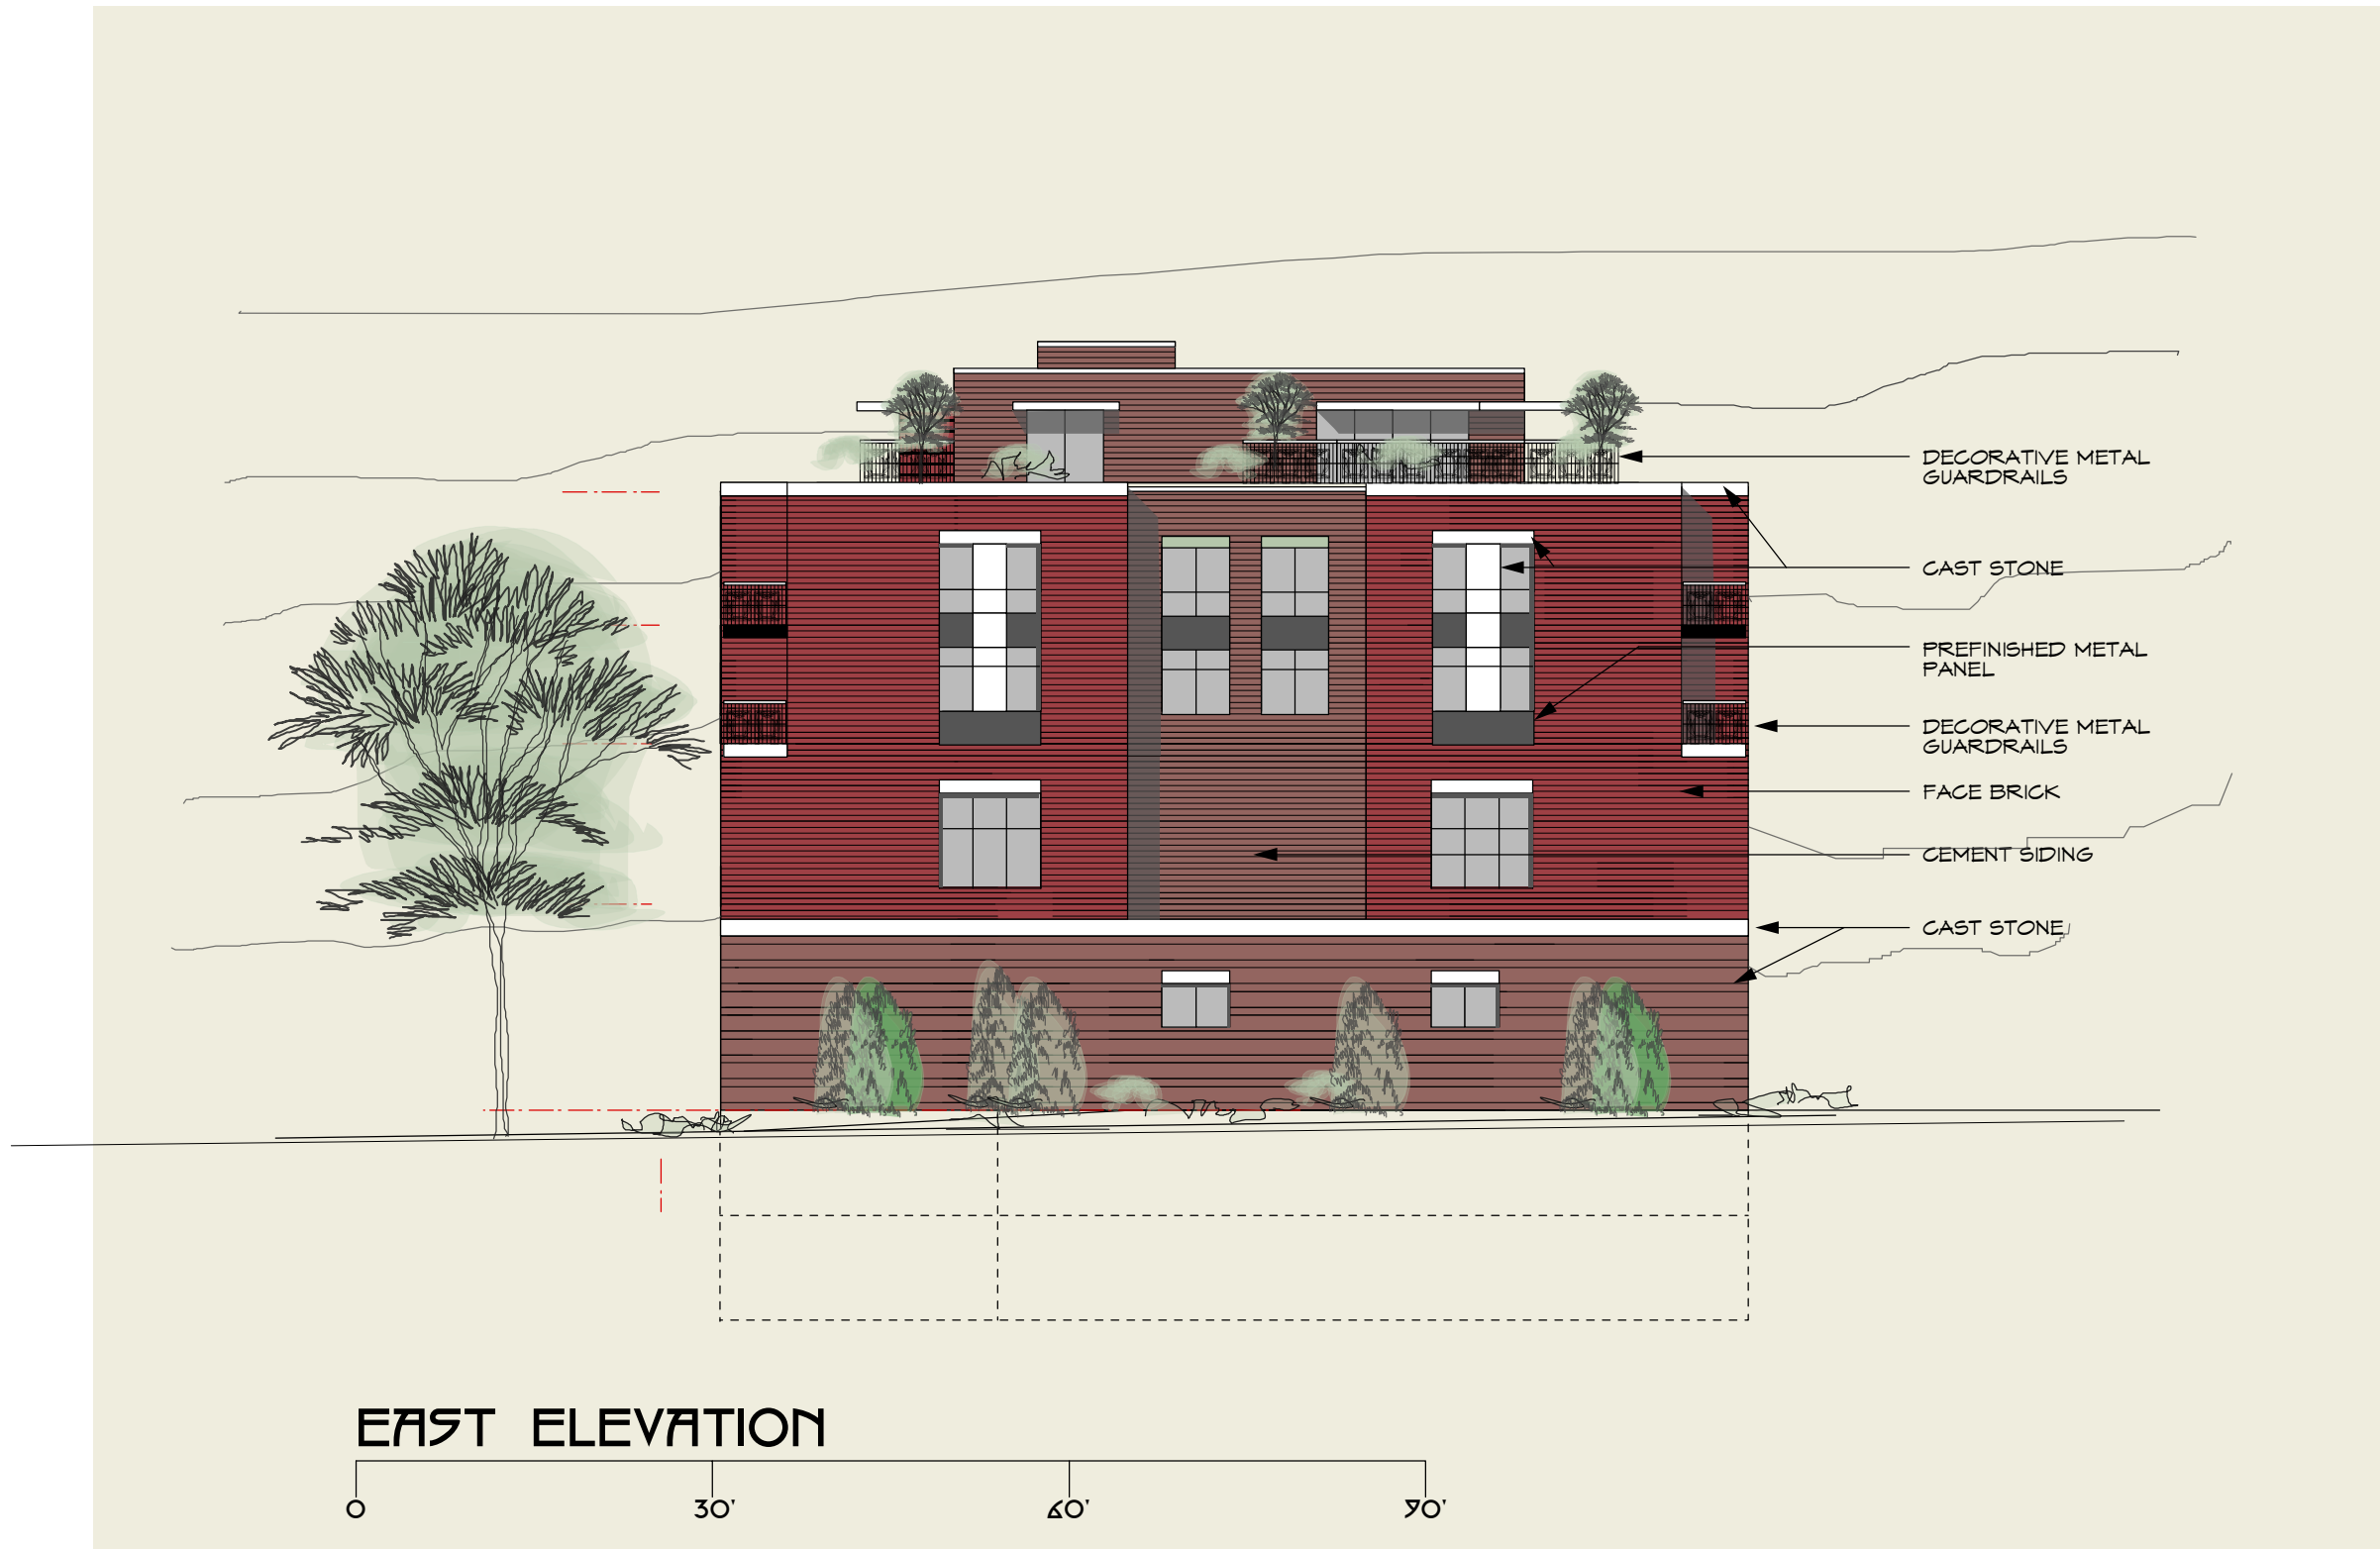 DECORATIVE METAL
GUARDRAILS
CAST STONE
PREFINISHED METAL
PANEL
DECORATIVE METAL
GUARDRAILS
FACE BRICK
CEMENT SIDING
CAST STONE
EAST ELEVATION
0 30' 60' 90'